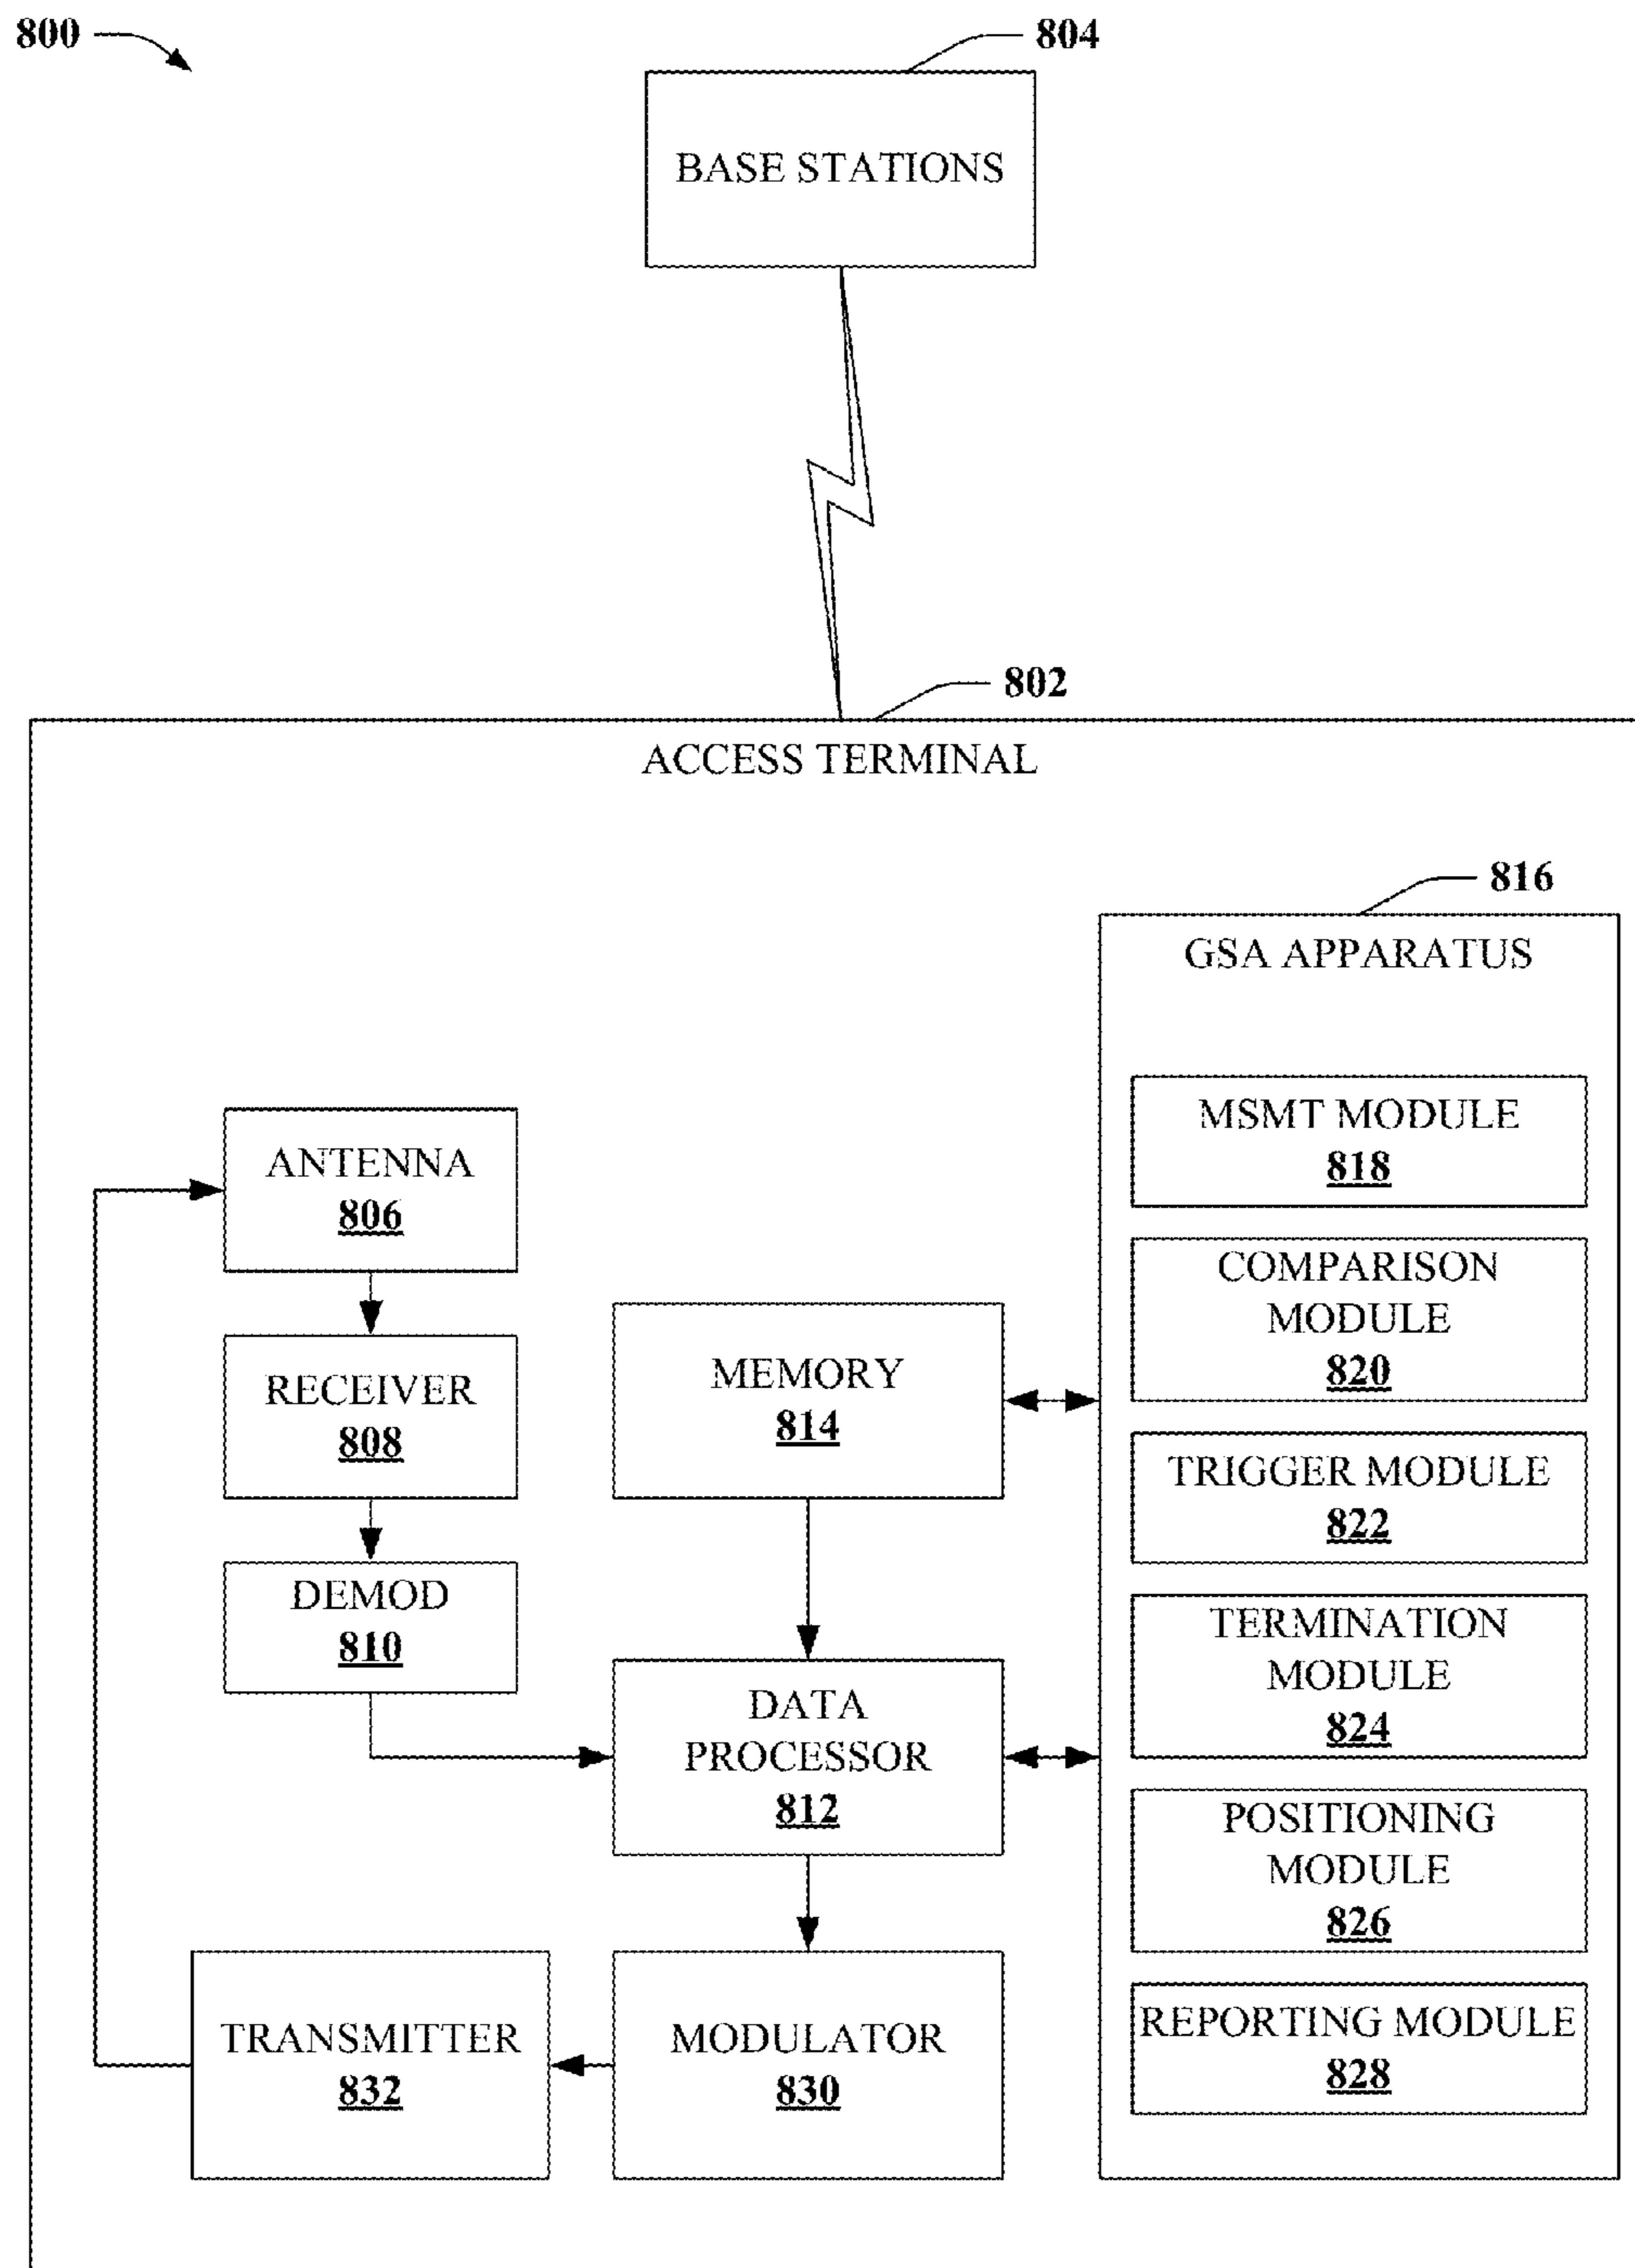 800
804
BASE STATIONS
802
ACCESS TERMINAL
816
GSA APPARATUS
MSMT MODULE
818
COMPARISON
MODULE
820
TRIGGER MODULE
822
TERMINATION
MODULE
824
POSITIONING
MODULE
826
REPORTING MODULE
828
ANTENNA
806
RECEIVER
808
DEMOD
810
MEMORY
814
DATA
PROCESSOR
812
TRANSMITTER
832
MODULATOR
830